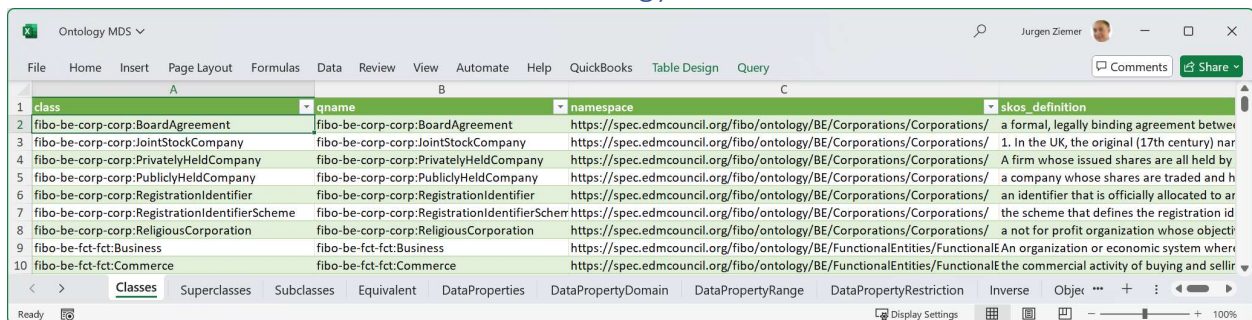 Ontology MDS
Jurgen Ziemer
File Home Insert Page Layout Formulas Data Review View Automate Help QuickBooks Table Design Query Comments Share
A B C
1 class qname namespace skos_definition
2 fibo-be-corp-corp:BoardAgreement fibo-be-corp-corp:BoardAgreement https://spec.edmcouncil.org/fibo/ontology/BE/Corporations/Corporations/ a formal, legally binding agreement betwee
3 fibo-be-corp-corp:JointStockCompany fibo-be-corp-corp:JointStockCompany https://spec.edmcouncil.org/fibo/ontology/BE/Corporations/Corporations/ 1. In the UK, the original (17th century) nar
4 fibo-be-corp-corp:PrivatelyHeldCompany fibo-be-corp-corp:PrivatelyHeldCompany https://spec.edmcouncil.org/fibo/ontology/BE/Corporations/Corporations/ A firm whose issued shares are all held by
5 fibo-be-corp-corp:PubliclyHeldCompany fibo-be-corp-corp:PubliclyHeldCompany https://spec.edmcouncil.org/fibo/ontology/BE/Corporations/Corporations/ a company whose shares are traded and h
6 fibo-be-corp-corp:RegistrationIdentifier fibo-be-corp-corp:RegistrationIdentifier https://spec.edmcouncil.org/fibo/ontology/BE/Corporations/Corporations/ an identifier that is officially allocated to ar
7 fibo-be-corp-corp:RegistrationIdentifierScheme fibo-be-corp-corp:RegistrationIdentifierSchem https://spec.edmcouncil.org/fibo/ontology/BE/Corporations/Corporations/ the scheme that defines the registration id
8 fibo-be-corp-corp:ReligiousCorporation fibo-be-corp-corp:ReligiousCorporation https://spec.edmcouncil.org/fibo/ontology/BE/Corporations/Corporations/ a not for profit organization whose objecti
9 fibo-be-fct-fct:Business fibo-be-fct-fct:Business https://spec.edmcouncil.org/fibo/ontology/BE/FunctionalEntities/FunctionalE An organization or economic system where
10 fibo-be-fct-fct:Commerce fibo-be-fct-fct:Commerce https://spec.edmcouncil.org/fibo/ontology/BE/FunctionalEntities/FunctionalE the commercial activity of buying and sellir
Classes Superclasses Subclasses Equivalent DataProperties DataPropertyDomain DataPropertyRange DataPropertyRestriction Inverse Objec
Ready Display Settings 100%